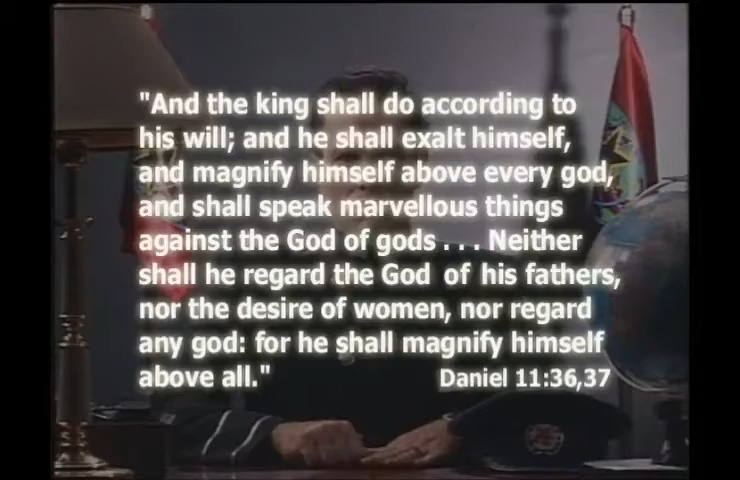 "And the king shall do according to
his will; and he shall exalt himself,
and magnify himself above every god,
and shall speak marvellous things
against the God of gods . . . Neither
shall he regard the God of his fathers,
nor the desire of women, nor regard
any god: for he shall magnify himself
above all."
Daniel 11:36,37